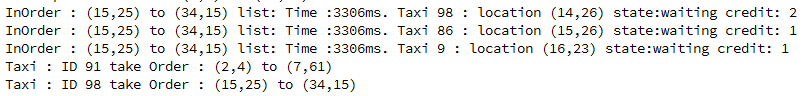 InOrder : (15,25) to (34,15) list: Time :3306ms. Taxi 98 : location (14,26) state:waiting credit: 2
InOrder : (15,25) to (34,15) list: Time :3306ms. Taxi 86 : location (15,26) state:waiting credit: 1
InOrder : (15,25) to (34,15) list: Time :3306ms. Taxi 9 : location (16,23) state:waiting credit: 1
Taxi : ID 91 take Order : (2,4) to (7,61)
Taxi : ID 98 take Order : (15,25) to (34,15)